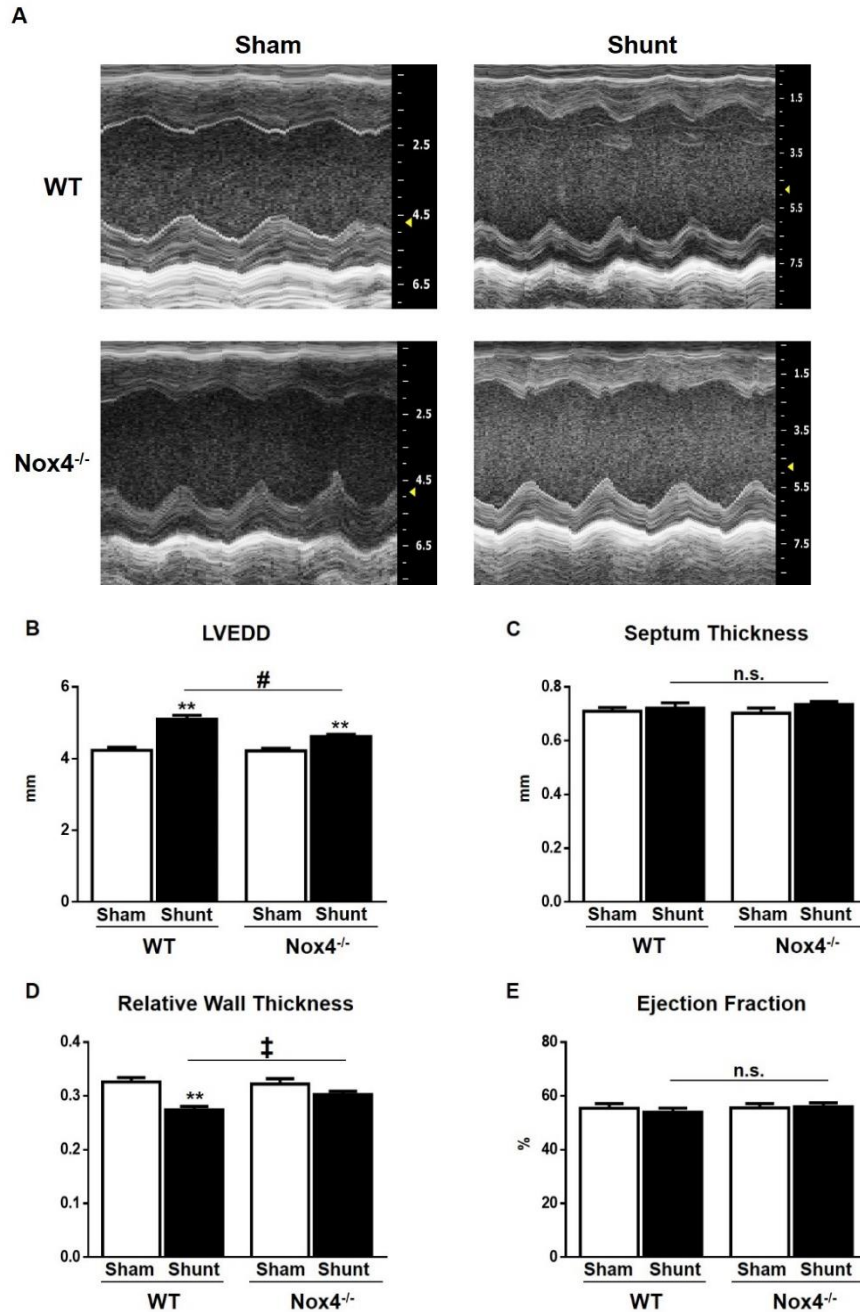 A
Sham
Shunt
WT
2.5
4.5
6.5
1.5
3.5
5.5
7.5
Nox4-/-
2.5
4.5
6.5
1.5
3.5
5.5
7.5
B
LVEDD
6
4
2
0
mm
**
#
**
Sham Shunt Sham Shunt
WT Nox4-/-
C
Septum Thickness
0.8
0.6
0.4
0.2
0.0
mm
n.s.
Sham Shunt Sham Shunt
WT Nox4-/-
D
Relative Wall Thickness
0.4
0.3
0.2
0.1
0.0
**
‡
Sham Shunt Sham Shunt
WT Nox4-/-
E
Ejection Fraction
80
60
40
20
0
%
n.s.
Sham Shunt Sham Shunt
WT Nox4-/-